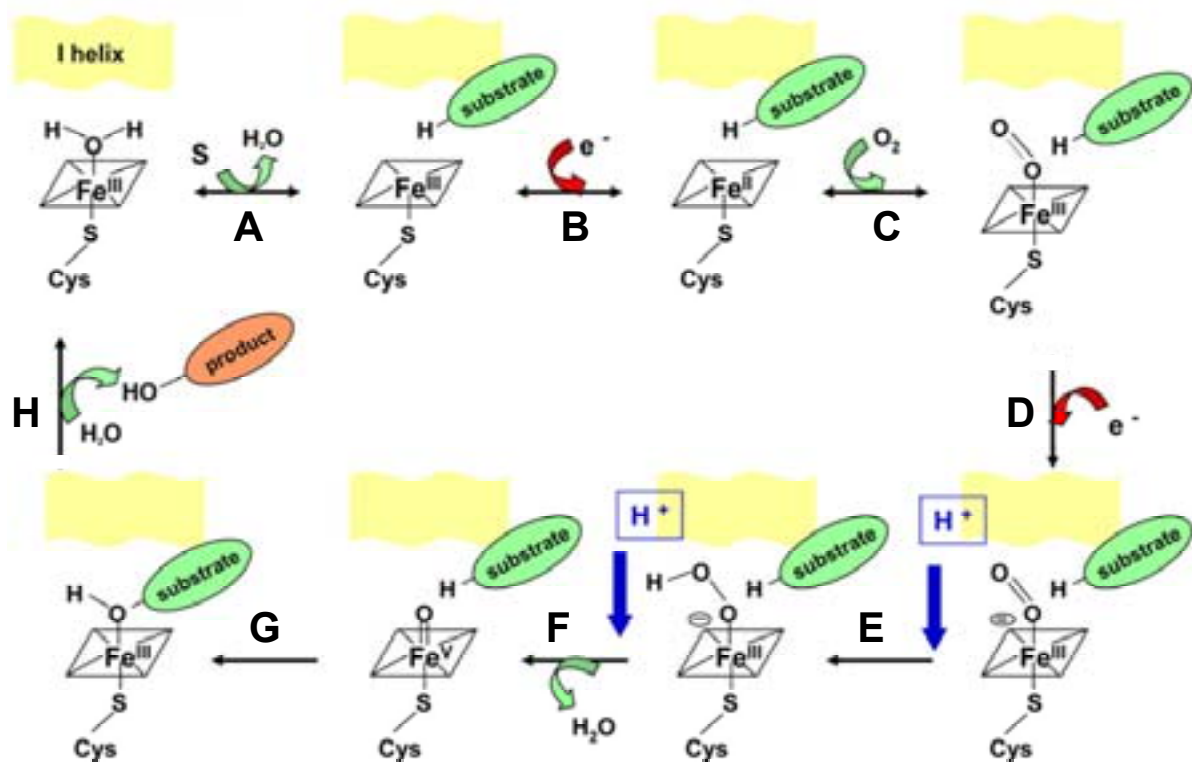 I helix
substrate
substrate
substrate
H
H
O
Fe^III
S
Cys
S
H₂O
A
H
Fe^III
S
Cys
e⁻
B
H
Fe^II
S
Cys
O₂
C
O
H
O
Fe^III
S
Cys
H
H₂O
HO
product
D
e⁻
substrate
H
O
Fe^III
S
Cys
G
substrate
H
O
Fe^V
S
Cys
H⁺
F
H₂O
substrate
H
O
H
O
⊖
Fe^III
S
Cys
H⁺
E
substrate
O
H
O
Fe^III
S
Cys